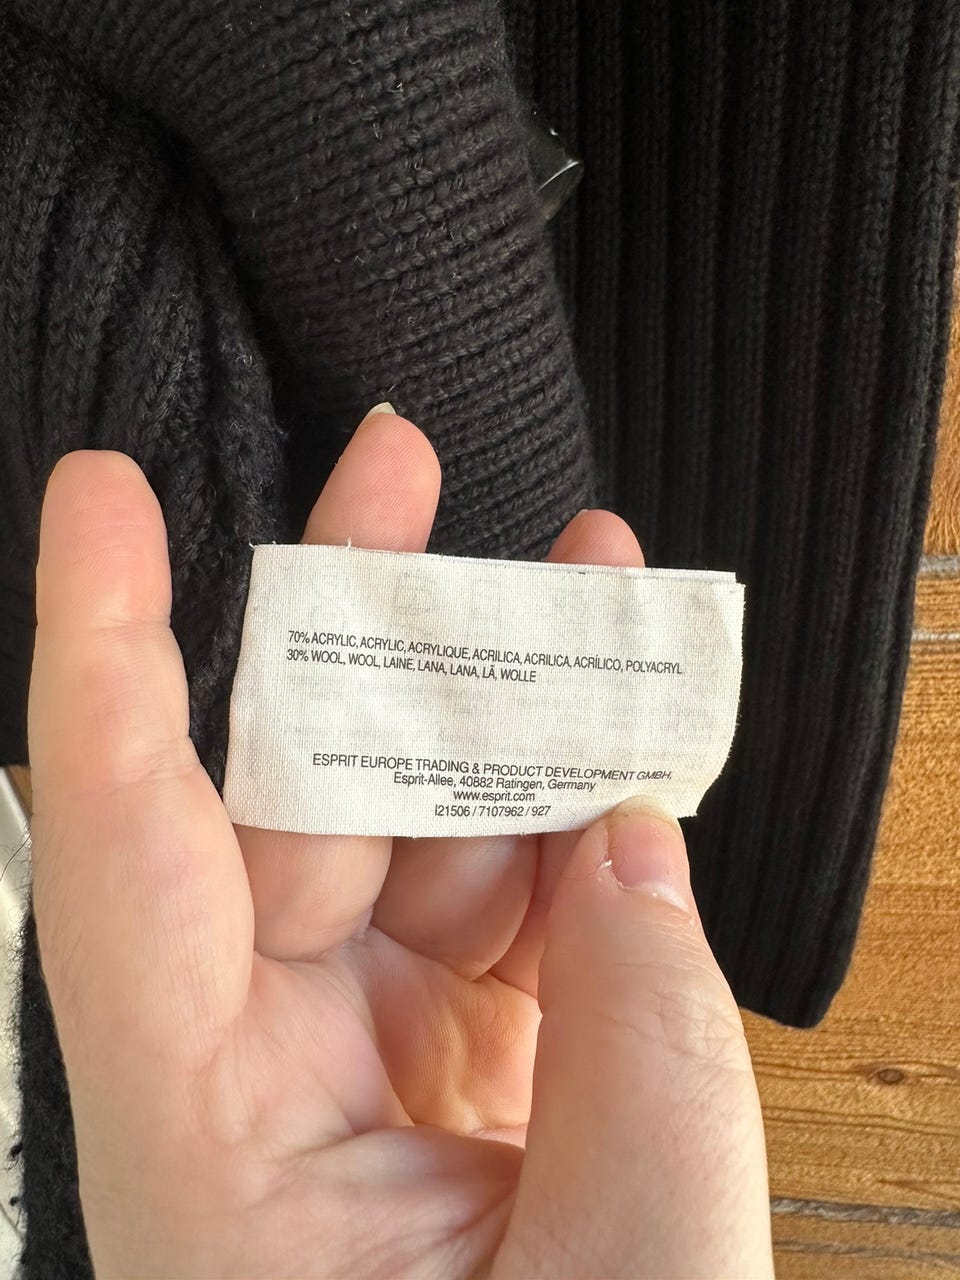 70% ACRYLIC, ACRYLIC, ACRYLIQUE, ACRILICA, ACRILICA, ACRÍLICO, POLYACRYL
30% WOOL, WOOL, LAINE, LANA, LANA, LÃ, WOLLE
ESPRIT EUROPE TRADING & PRODUCT DEVELOPMENT GMBH,
Esprit-Allee, 40882 Ratingen, Germany
www.esprit.com
I21506 / 7107962 / 927